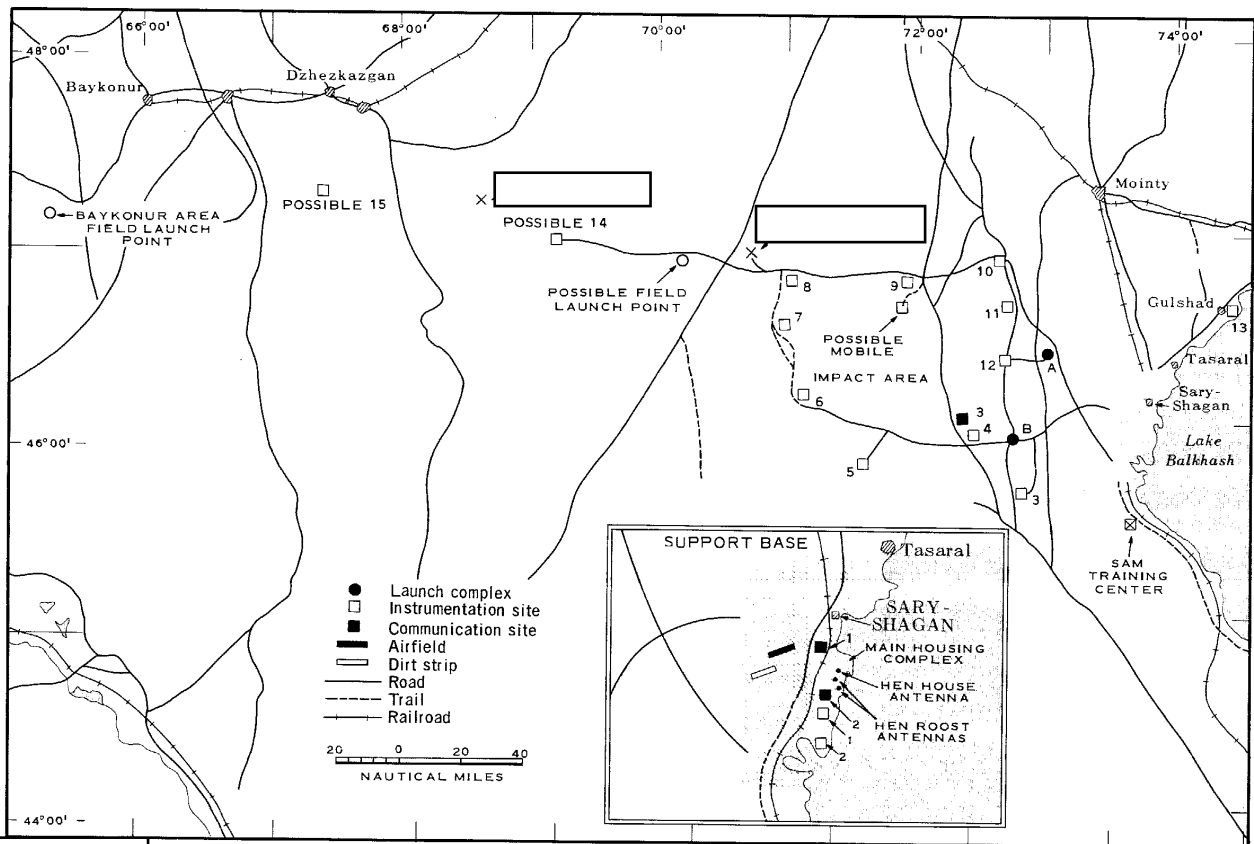 66°00'
68°00'
70°00'
72°00'
74°00'
48°00'
Baykonur
Dzhezkazgan
Mointy
POSSIBLE 15
BAYKONUR AREA
FIELD LAUNCH
POINT
POSSIBLE 14
POSSIBLE FIELD
LAUNCH POINT
8
9
10
7
11
POSSIBLE
MOBILE
Gulshad
13
12
A
Tasaral
IMPACT AREA
6
Sary-
Shagan
3
4
B
46°00'
Lake
Balkhash
5
3
SAM
TRAINING
CENTER
SUPPORT BASE
Tasaral
SARY-
SHAGAN
1
MAIN HOUSING
COMPLEX
HEN HOUSE
ANTENNA
2
HEN ROOST
ANTENNAS
1
2
Launch complex
Instrumentation site
Communication site
Airfield
Dirt strip
Road
Trail
Railroad
20 0 20 40
NAUTICAL MILES
44°00'